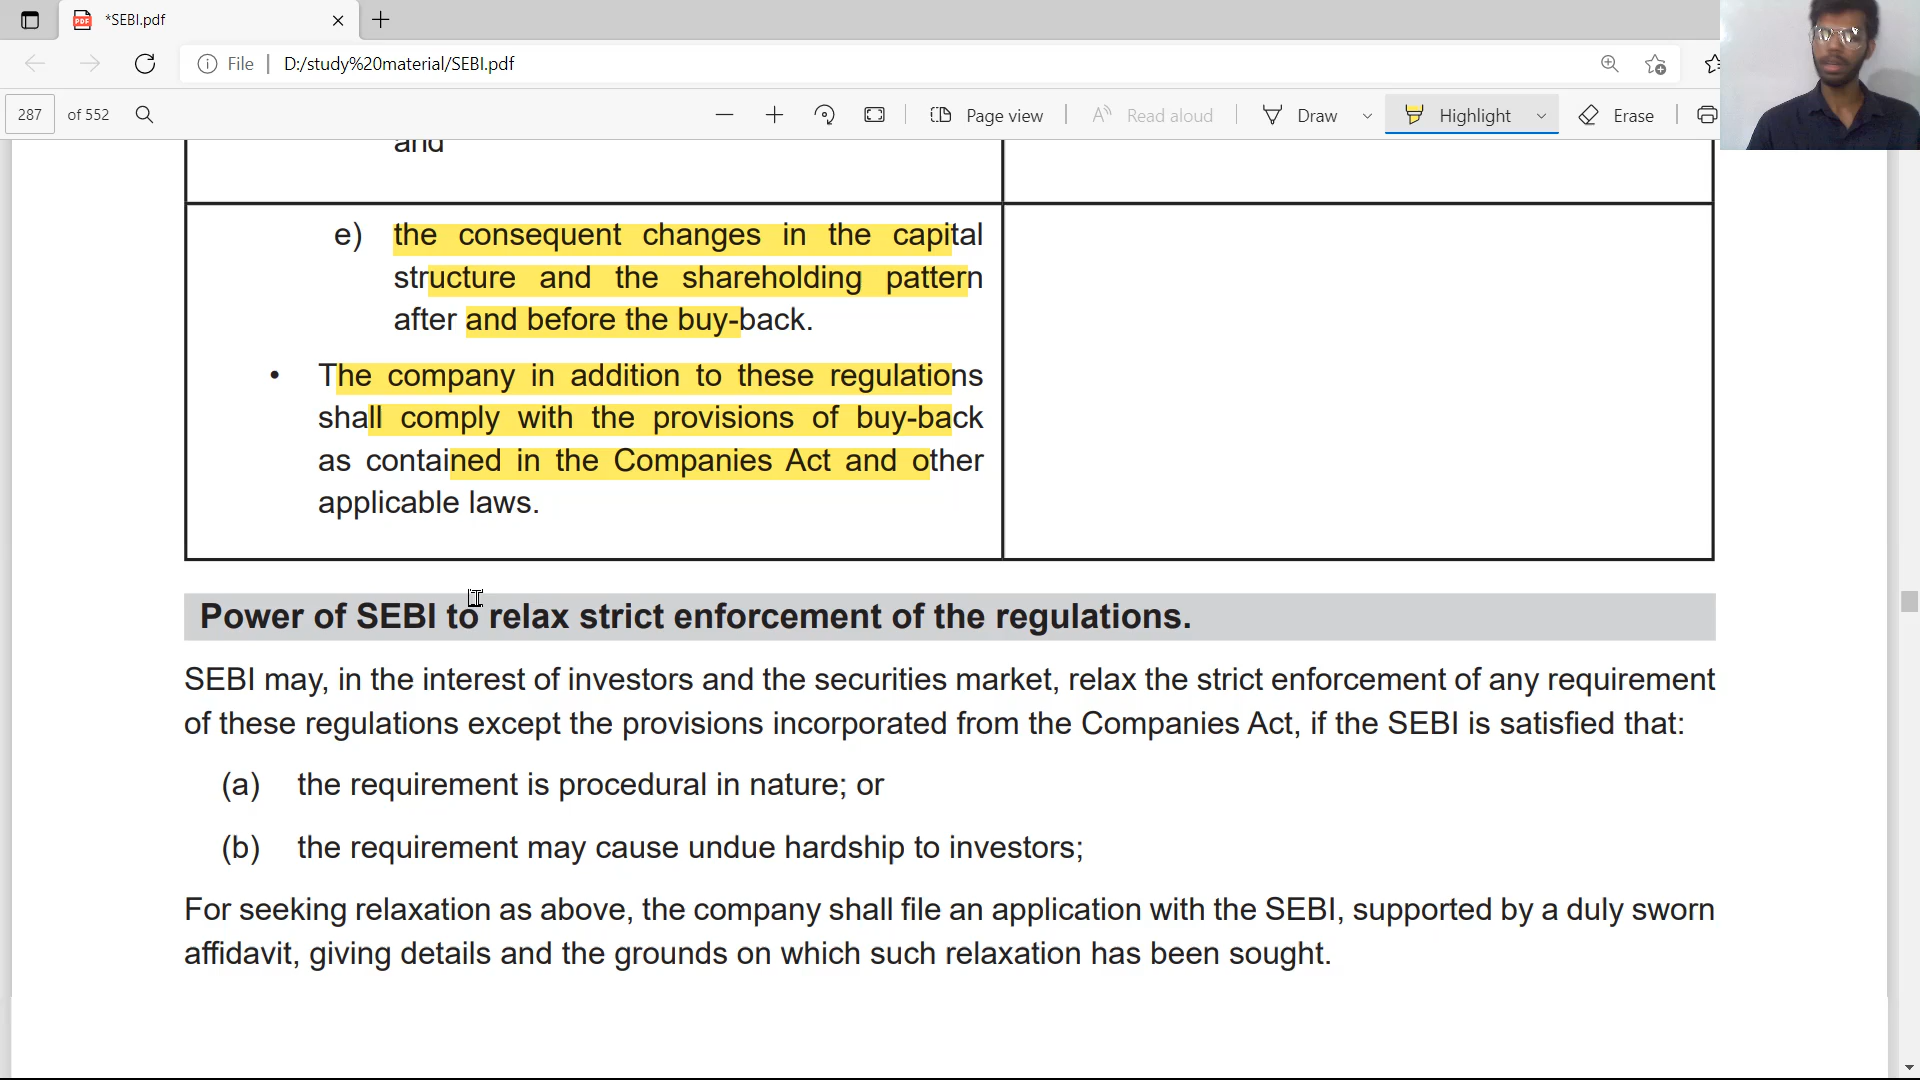 *SEBI.pdf
File
D:/study%20material/SEBI.pdf
287 of 552
Page view
Read aloud
Draw
Highlight
Erase
and
e) the consequent changes in the capital
structure and the shareholding pattern
after and before the buy-back.
• The company in addition to these regulations
shall comply with the provisions of buy-back
as contained in the Companies Act and other
applicable laws.
Power of SEBI to relax strict enforcement of the regulations.
SEBI may, in the interest of investors and the securities market, relax the strict enforcement of any requirement
of these regulations except the provisions incorporated from the Companies Act, if the SEBI is satisfied that:
(a) the requirement is procedural in nature; or
(b) the requirement may cause undue hardship to investors;
For seeking relaxation as above, the company shall file an application with the SEBI, supported by a duly sworn
affidavit, giving details and the grounds on which such relaxation has been sought.